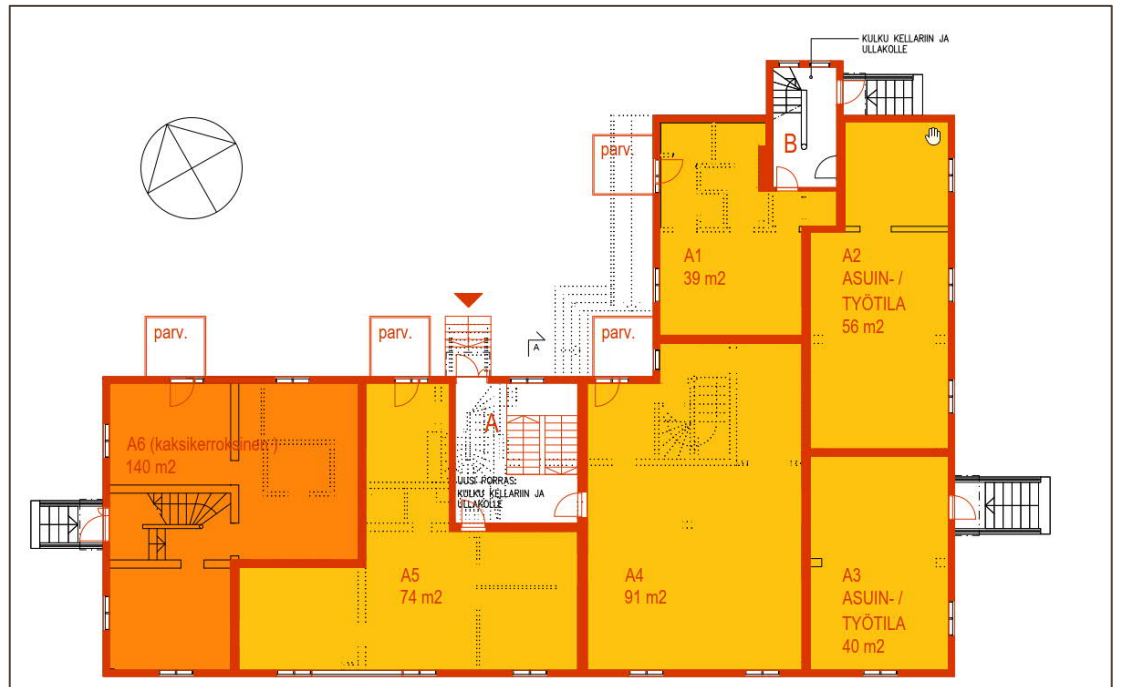 KULKU KELLARIIN JA
ULLAKOLLE
B
parv.
A1
39 m2
A2
ASUIN- /
TYÖTILA
56 m2
parv.
parv.
parv.
A
A
A6 (kaksikerroksinen )
140 m2
UUSI PORRAS:
KULKU KELLARIIN JA
ULLAKOLLE
A5
74 m2
A4
91 m2
A3
ASUIN- /
TYÖTILA
40 m2